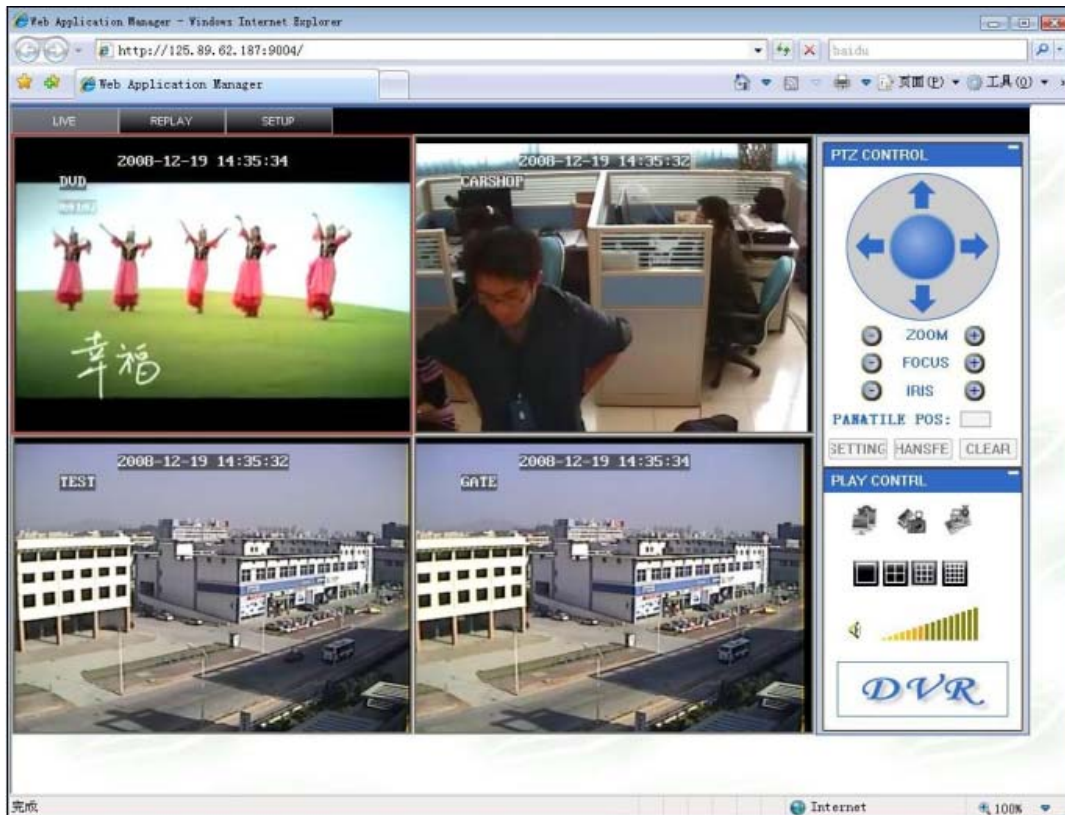 Web Application Manager - Windows Internet Explorer
http://125.89.62.187:9004/
baidu
Web Application Manager
页面(P)
工具(O)
LIVE
REPLAY
SETUP
2008-12-19 14:35:34
DVD
幸福
2008-12-19 14:35:32
CARSHOP
2008-12-19 14:35:32
TEST
2008-12-19 14:35:34
GATE
PTZ CONTROL
ZOOM
FOCUS
IRIS
PANATILE POS:
SETTING
HANSFE
CLEAR
PLAY CONTRL
DVR
完成
Internet
100%